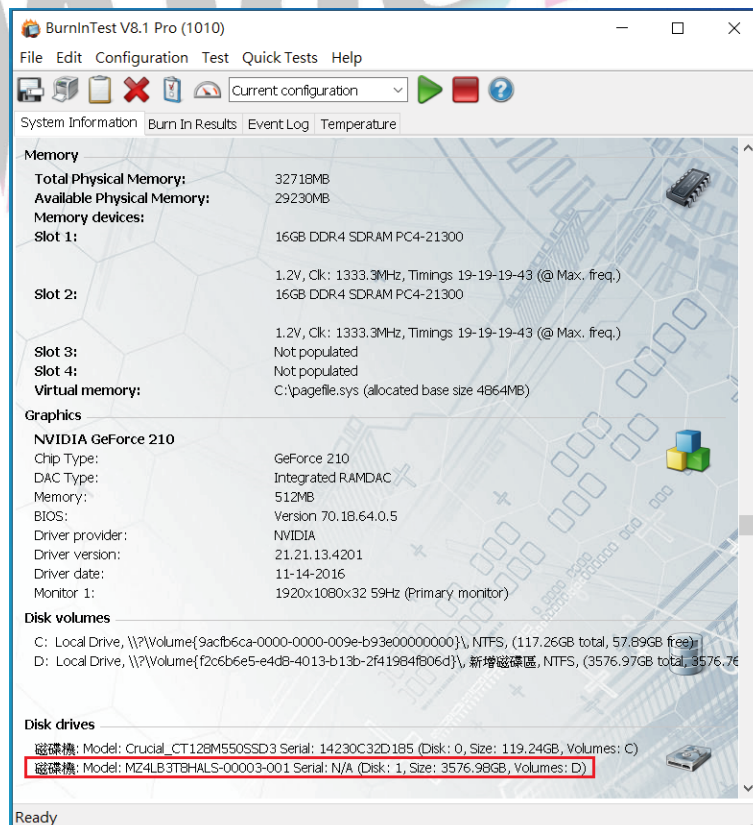 BurnInTest V8.1 Pro (1010)
File Edit Configuration Test Quick Tests Help
Current configuration
System Information Burn In Results Event Log Temperature
Memory
Total Physical Memory: 32718MB
Available Physical Memory: 29230MB
Memory devices:
Slot 1: 16GB DDR4 SDRAM PC4-21300
1.2V, Clk: 1333.3MHz, Timings 19-19-19-43 (@ Max. freq.)
Slot 2: 16GB DDR4 SDRAM PC4-21300
1.2V, Clk: 1333.3MHz, Timings 19-19-19-43 (@ Max. freq.)
Slot 3: Not populated
Slot 4: Not populated
Virtual memory: C:\pagefile.sys (allocated base size 4864MB)
Graphics
NVIDIA GeForce 210
Chip Type: GeForce 210
DAC Type: Integrated RAMDAC
Memory: 512MB
BIOS: Version 70.18.64.0.5
Driver provider: NVIDIA
Driver version: 21.21.13.4201
Driver date: 11-14-2016
Monitor 1: 1920x1080x32 59Hz (Primary monitor)
Disk volumes
C: Local Drive, \\?\Volume{9acfb6ca-0000-0000-009e-b93e00000000}\, NTFS, (117.26GB total, 57.89GB free)
D: Local Drive, \\?\Volume{f2c6b6e5-e4d8-4013-b13b-2f41984f806d}\, 新增磁碟區, NTFS, (3576.97GB total, 3576.76
Disk drives
磁碟機: Model: Crucial_CT128M550SSD3 Serial: 14230C32D185 (Disk: 0, Size: 119.24GB, Volumes: C)
磁碟機: Model: MZ4LB3T8HALS-00003-001 Serial: N/A (Disk: 1, Size: 3576.98GB, Volumes: D)
Ready